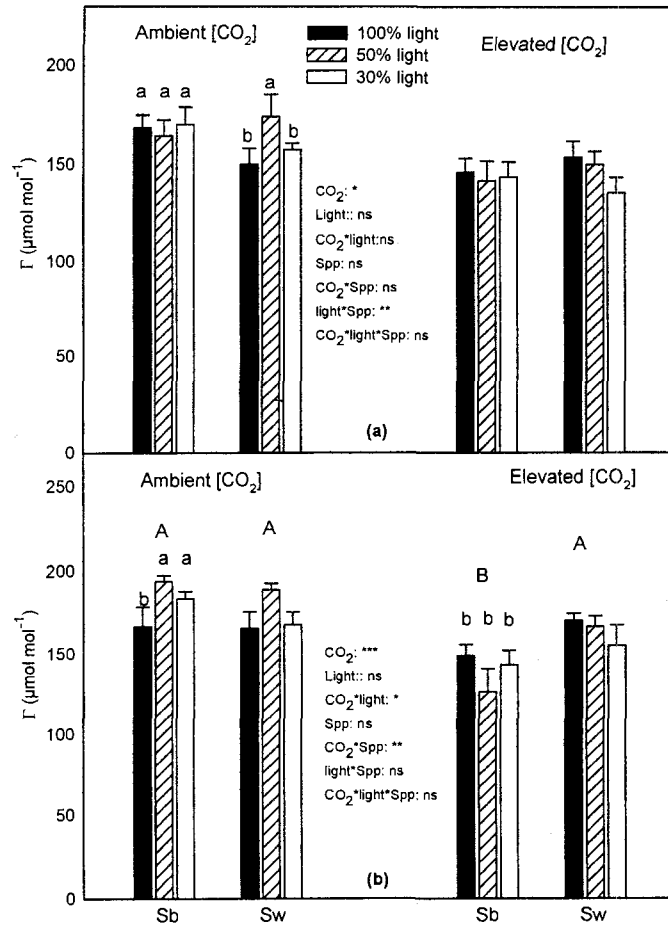 Ambient [CO2]
100% light
50% light
30% light
Elevated [CO2]
200
150
100
50
0
Γ (µmol mol−1)
a a a
b a b
CO2: *
Light:: ns
CO2*light:ns
Spp: ns
CO2*Spp: ns
light*Spp: **
CO2*light*Spp: ns
(a)
Ambient [CO2]
Elevated [CO2]
250
200
150
100
50
0
Γ (µmol mol−1)
A
b a a
A
B
b b b
A
CO2: ***
Light:: ns
CO2*light: *
Spp: ns
CO2*Spp: **
light*Spp: ns
CO2*light*Spp: ns
(b)
Sb
Sw
Sb
Sw